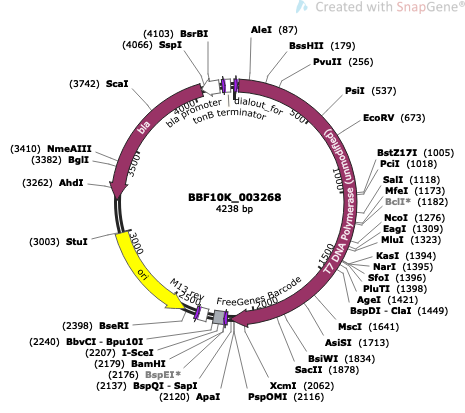 Created with SnapGene®
(4103) BsrBI
(4066) SspI
(3742) ScaI
(3410) NmeAIII
(3382) BglI
(3262) AhdI
(3003) StuI
(2398) BseRI
(2240) BbvCI - Bpu10I
(2207) I-SceI
(2179) BamHI
(2176) BspEI*
(2137) BspQI - SapI
(2120) ApaI
AleI (87)
BssHII (179)
PvuII (256)
PsiI (537)
EcoRV (673)
BstZ17I (1005)
PciI (1018)
SalI (1118)
MfeI (1173)
BclI* (1182)
NcoI (1276)
EagI (1309)
MluI (1323)
KasI (1394)
NarI (1395)
SfoI (1396)
PluTI (1398)
AgeI (1421)
BspDI - ClaI (1449)
MscI (1641)
AsiSI (1713)
BsiWI (1834)
SacII (1878)
XcmI (2062)
PspOMI (2116)
bla promoter
dialout_for
tonB terminator
bla
T7 DNA Polymerase (unmodified)
BBF10K_003268
4238 bp
ori
M13 rev
FreeGenes Barcode
500
1000
1500
2000
2500
3000
3500
4000